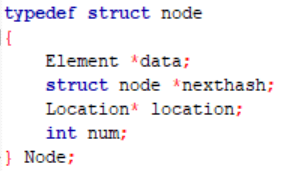 typedef struct node
{
    Element *data;
    struct node *nexthash;
    Location* location;
    int num;
} Node;